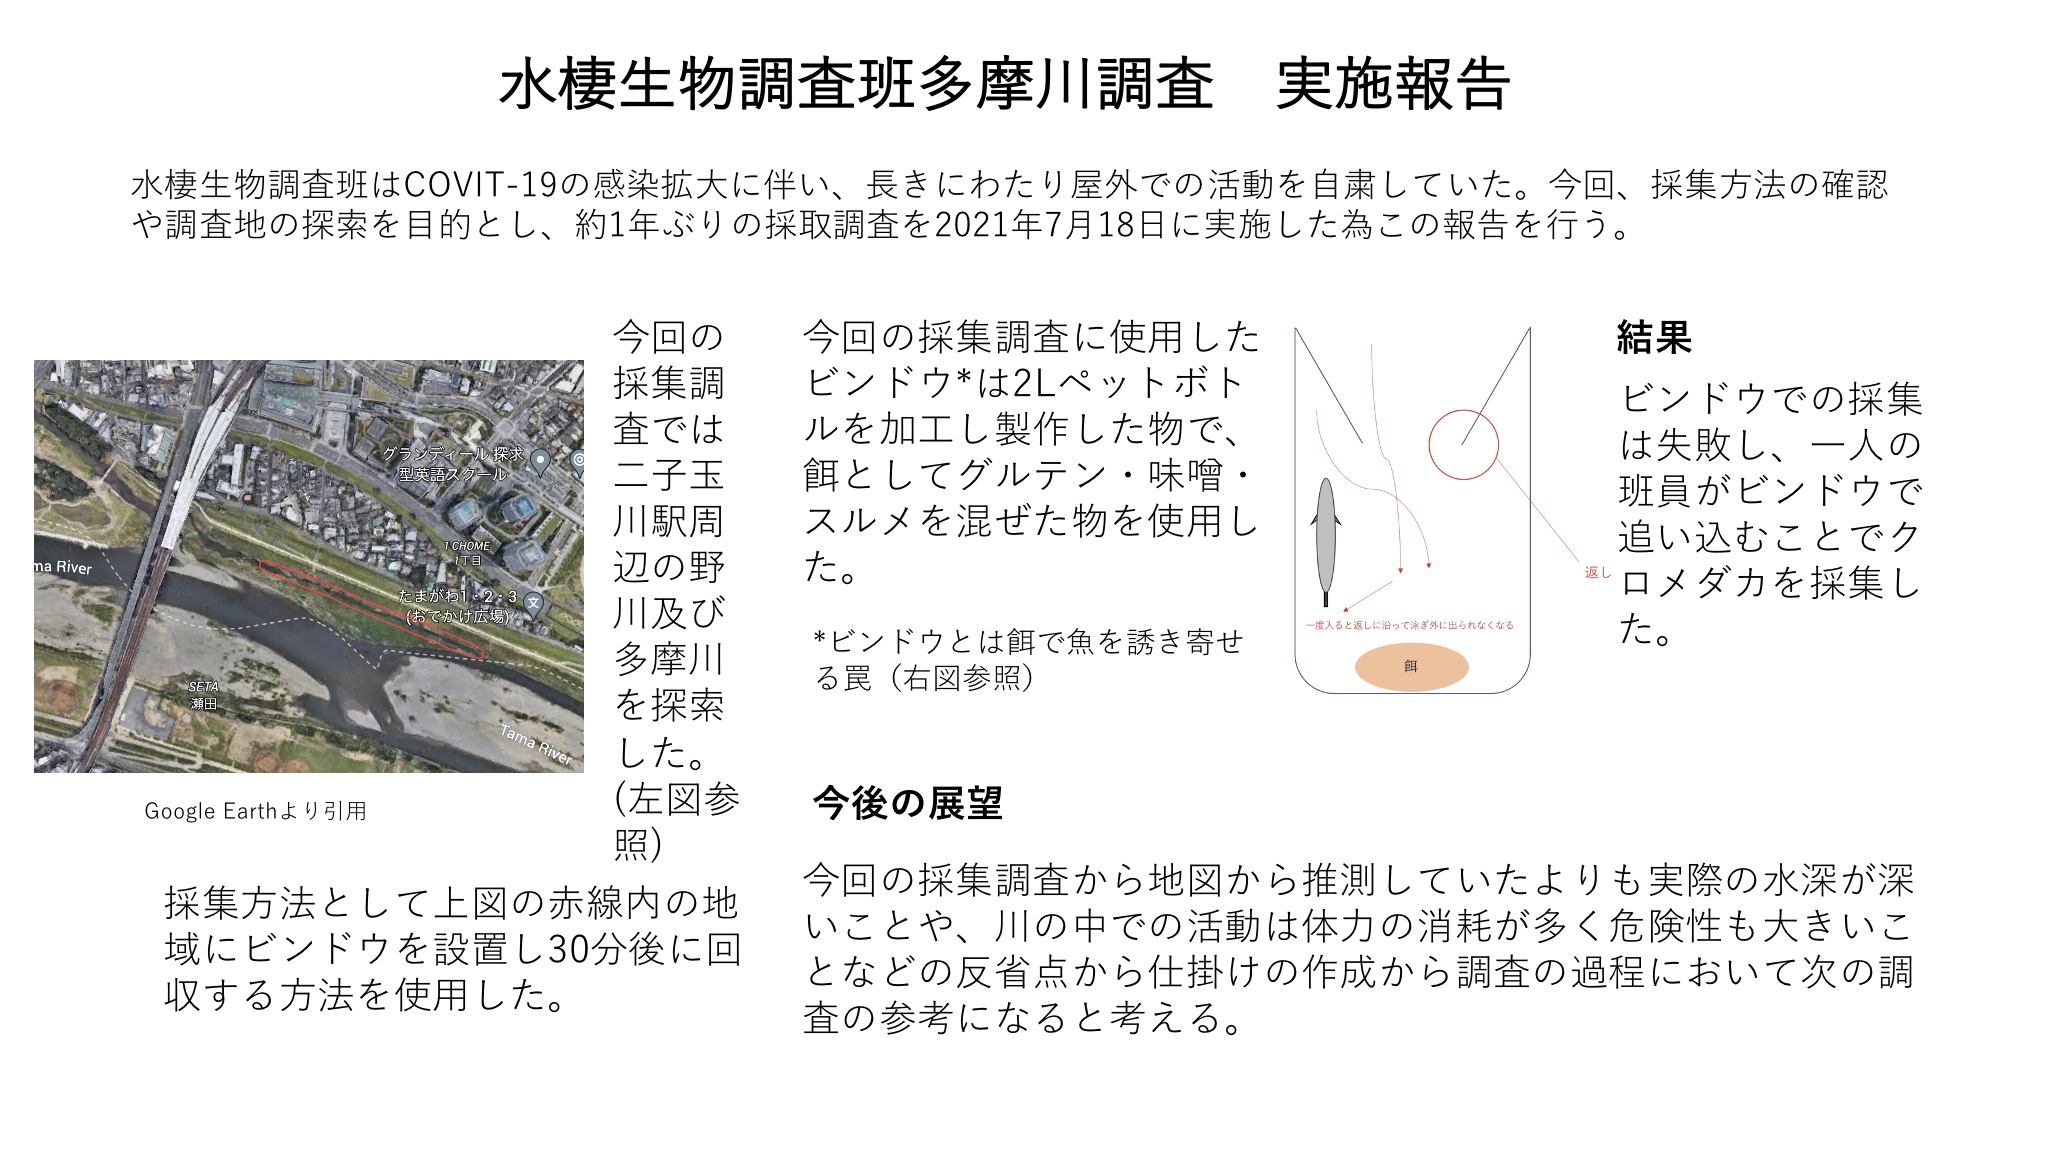 水棲生物調査班多摩川調査　実施報告
水棲生物調査班はCOVIT-19の感染拡大に伴い、長きにわたり屋外での活動を自粛していた。今回、採集方法の確認
や調査地の探索を目的とし、約1年ぶりの採取調査を2021年7月18日に実施した為この報告を行う。
グランディール 探求
型英語スクール
1 CHOME
1丁目
ma River
たまがわ1・2・3
(おでかけ広場)
SETA
瀬田
Tama River
Google Earthより引用
今回の
採集調
査では
二子玉
川駅周
辺の野
川及び
多摩川
を探索
した。
(左図参
照)
採集方法として上図の赤線内の地
域にビンドウを設置し30分後に回
収する方法を使用した。
今回の採集調査に使用した
ビンドウ*は2Lペットボト
ルを加工し製作した物で、
餌としてグルテン・味噌・
スルメを混ぜた物を使用し
た。
*ビンドウとは餌で魚を誘き寄せ
る罠（右図参照）
返し
一度入ると返しに沿って泳ぎ外に出られなくなる
餌
結果
ビンドウでの採集
は失敗し、一人の
班員がビンドウで
追い込むことでク
ロメダカを採集し
た。
今後の展望
今回の採集調査から地図から推測していたよりも実際の水深が深
いことや、川の中での活動は体力の消耗が多く危険性も大きいこ
となどの反省点から仕掛けの作成から調査の過程において次の調
査の参考になると考える。